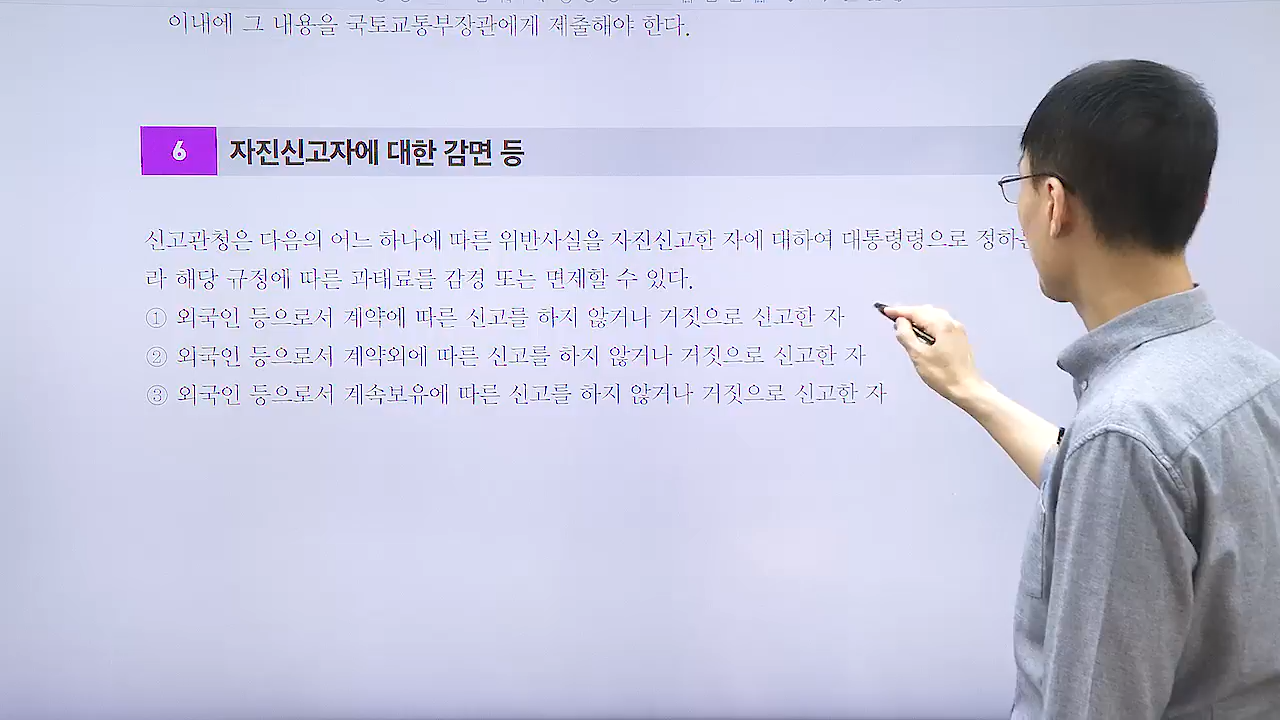 이내에 그 내용을 국토교통부장관에게 제출해야 한다.
6 자진신고자에 대한 감면 등
신고관청은 다음의 어느 하나에 따른 위반사실을 자진신고한 자에 대하여 대통령령으로
라 해당 규정에 따른 과태료를 감경 또는 면제할 수 있다.
① 외국인 등으로서 계약에 따른 신고를 하지 않거나 거짓으로 신고한 자
② 외국인 등으로서 계약외에 따른 신고를 하지 않거나 거짓으로 신고한 자
③ 외국인 등으로서 계속보유에 따른 신고를 하지 않거나 거짓으로 신고한 자